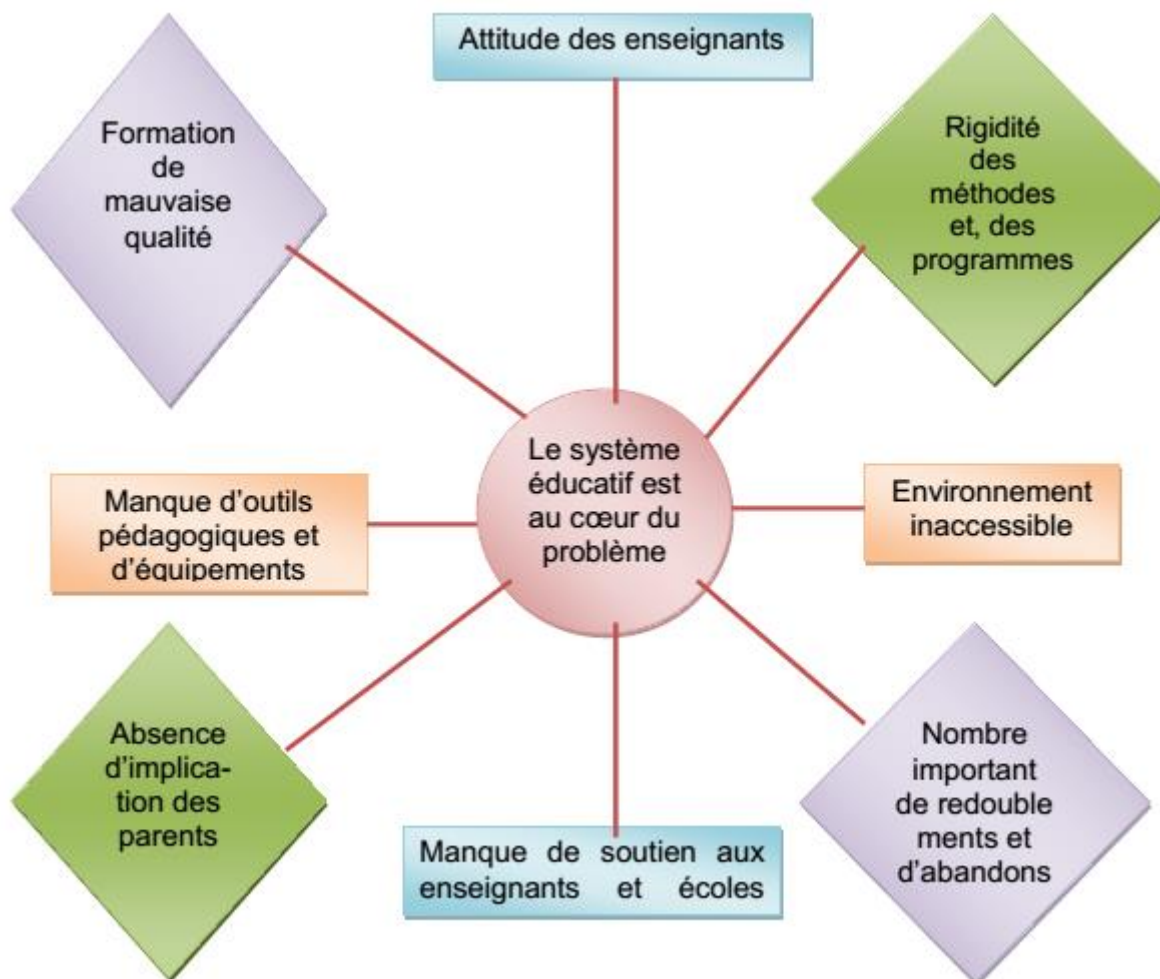 Attitude des enseignants
Formation
de
mauvaise
qualité
Rigidité
des
méthodes
et, des
programmes
Le système
éducatif est
au cœur du
problème
Manque d’outils
pédagogiques et
d’équipements
Environnement
inaccessible
Absence
d’implica-
tion des
parents
Manque de soutien aux
enseignants et écoles
Nombre
important
de redouble
ments et
d’abandons